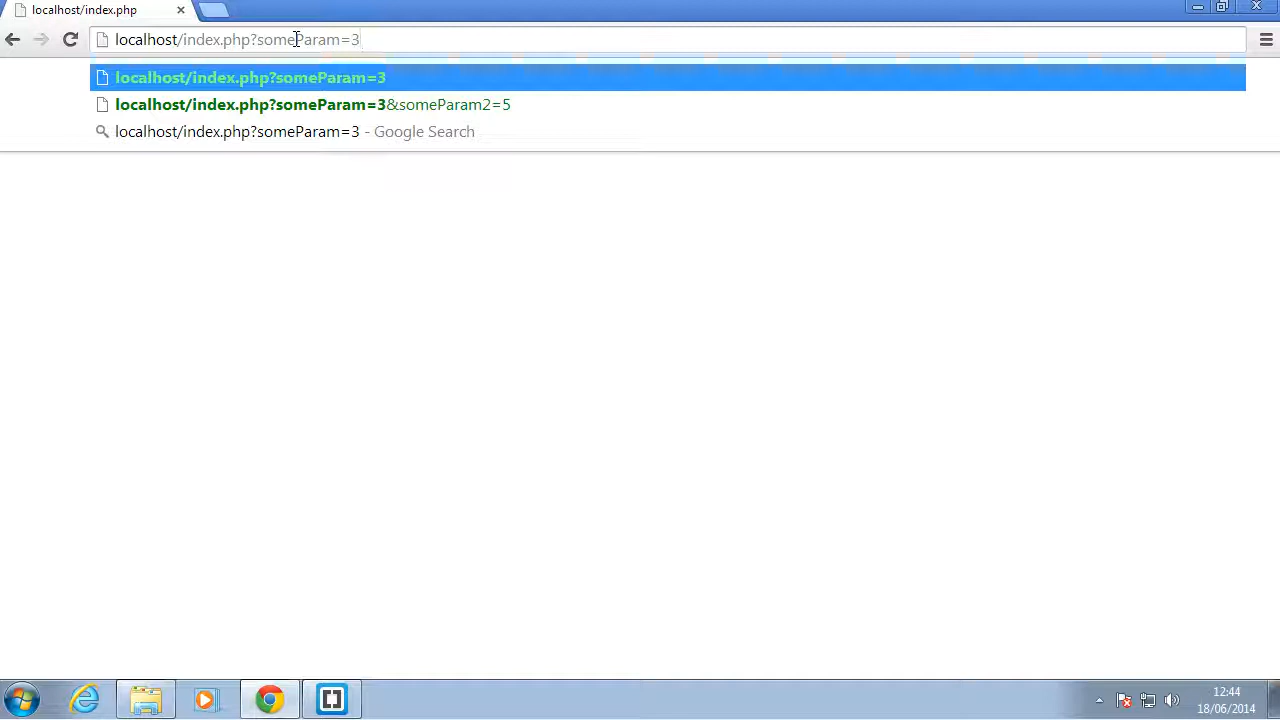 localhost/index.php
localhost/index.php?someParam=3
localhost/index.php?someParam=3
localhost/index.php?someParam=3&someParam2=5
localhost/index.php?someParam=3 - Google Search
12:44
18/06/2014